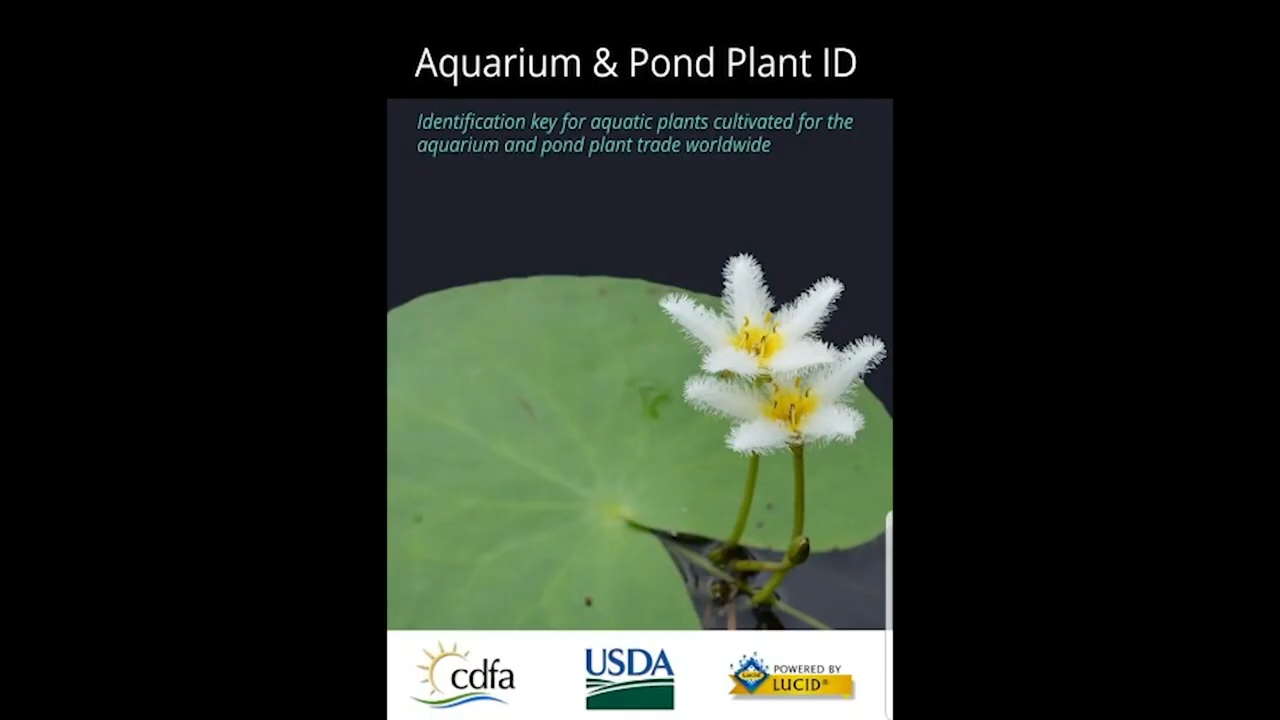 Aquarium & Pond Plant ID
Identification key for aquatic plants cultivated for the
aquarium and pond plant trade worldwide
cdfa
USDA
POWERED BY
LUCID®